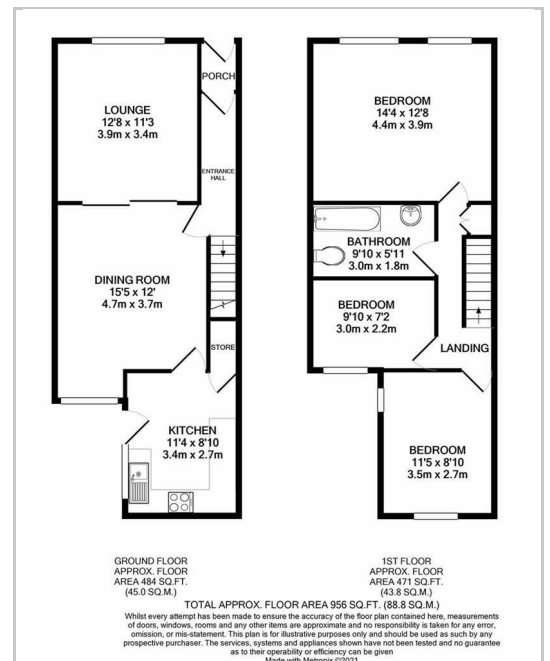 PORCH
LOUNGE
12'8 x 11'3
3.9m x 3.4m
ENTRANCE
HALL
DINING ROOM
15'5 x 12'
4.7m x 3.7m
STORE
KITCHEN
11'4 x 8'10
3.4m x 2.7m
BEDROOM
14'4 x 12'8
4.4m x 3.9m
BATHROOM
9'10 x 5'11
3.0m x 1.8m
BEDROOM
9'10 x 7'2
3.0m x 2.2m
LANDING
BEDROOM
11'5 x 8'10
3.5m x 2.7m
GROUND FLOOR
APPROX. FLOOR
AREA 484 SQ.FT.
(45.0 SQ.M.)
1ST FLOOR
APPROX. FLOOR
AREA 471 SQ.FT.
(43.8 SQ.M.)
TOTAL APPROX. FLOOR AREA 956 SQ.FT. (88.8 SQ.M.)
Whilst every attempt has been made to ensure the accuracy of the floor plan contained here, measurements
of doors, windows, rooms and any other items are approximate and no responsibility is taken for any error,
omission, or mis-statement. This plan is for illustrative purposes only and should be used as such by any
prospective purchaser. The services, systems and appliances shown have not been tested and no guarantee
as to their operability or efficiency can be given
Made with Metropix ©2021